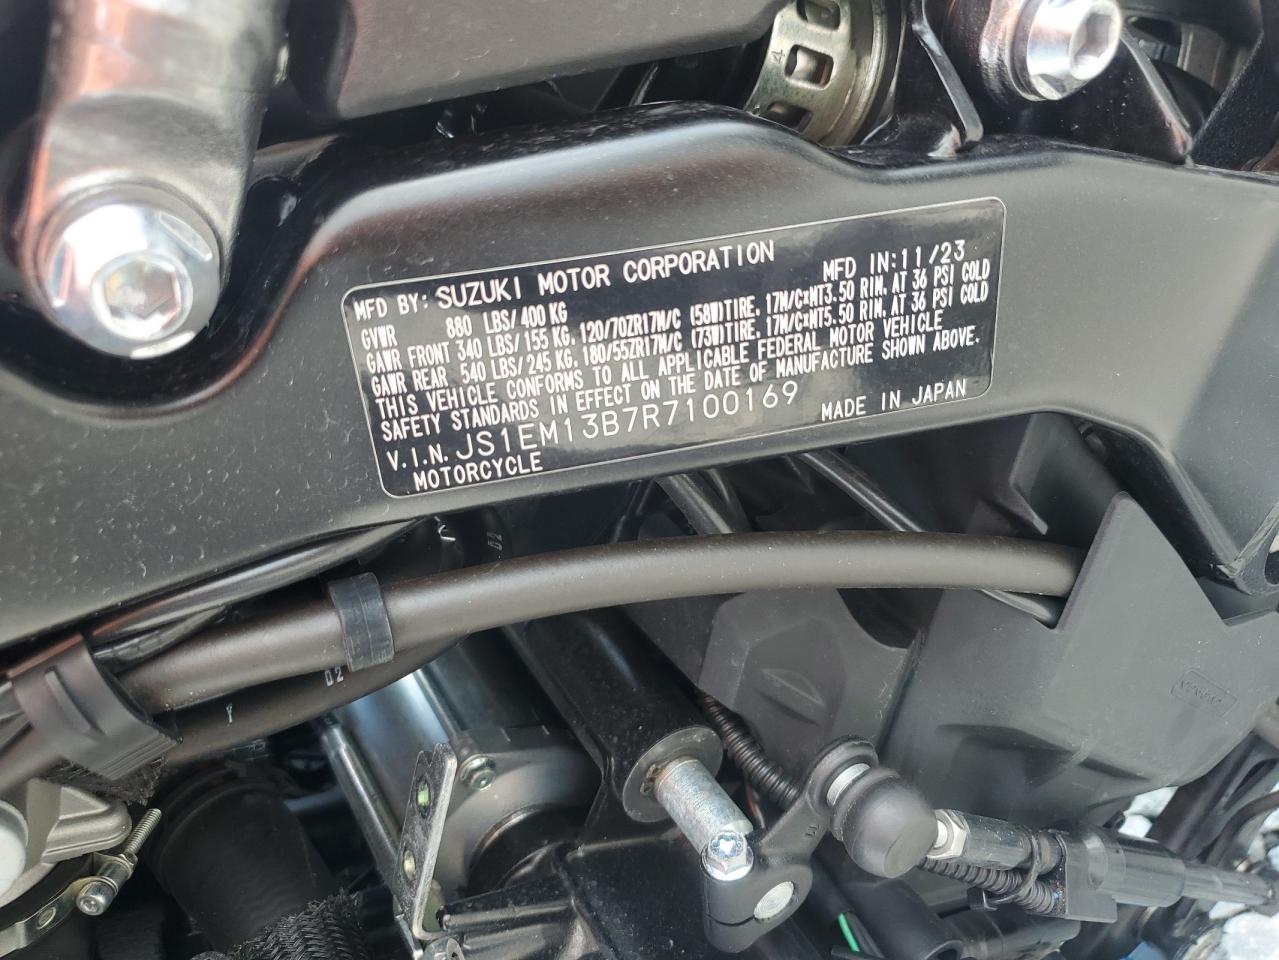 MFD BY: SUZUKI MOTOR CORPORATION MFD IN: 11/23
GVWR 880 LBS/400 KG
GAWR FRONT 340 LBS/155 KG, 120/70ZR17M/C (58W)TIRE, 17M/C×MT3.50 RIM, AT 36 PSI COLD
GAWR REAR 540 LBS/245 KG, 180/55ZR17M/C (73W)TIRE, 17M/C×MT5.50 RIM, AT 36 PSI COLD
THIS VEHICLE CONFORMS TO ALL APPLICABLE FEDERAL MOTOR VEHICLE
SAFETY STANDARDS IN EFFECT ON THE DATE OF MANUFACTURE SHOWN ABOVE.
V.I.N. JS1EM13B7R7100169 MADE IN JAPAN
MOTORCYCLE
02
02
Y